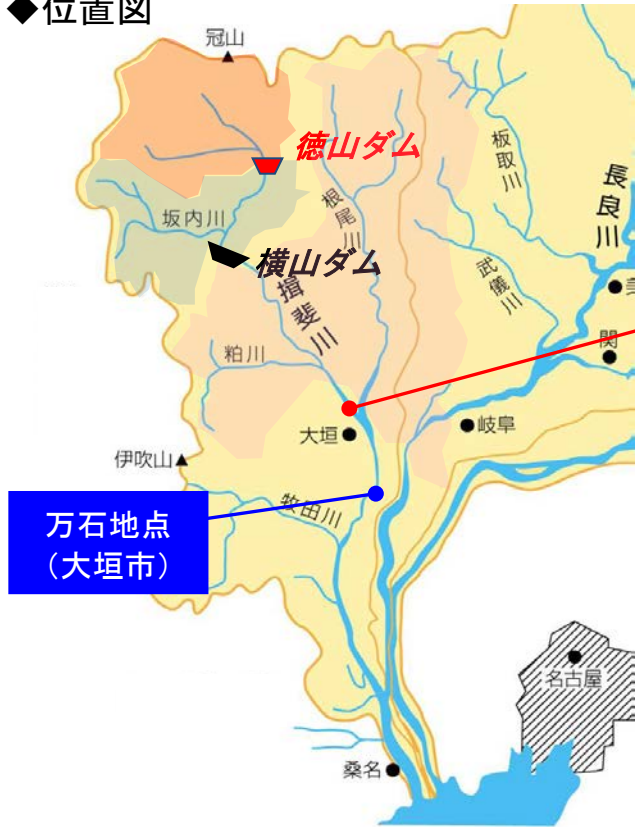 ◆位置図
冠山
徳山ダム
板取川
根尾川
長良川
坂内川
横山ダム
揖斐川
武儀川
粕川
関
大垣
岐阜
伊吹山
万石地点
（大垣市）
牧田川
名古屋
桑名